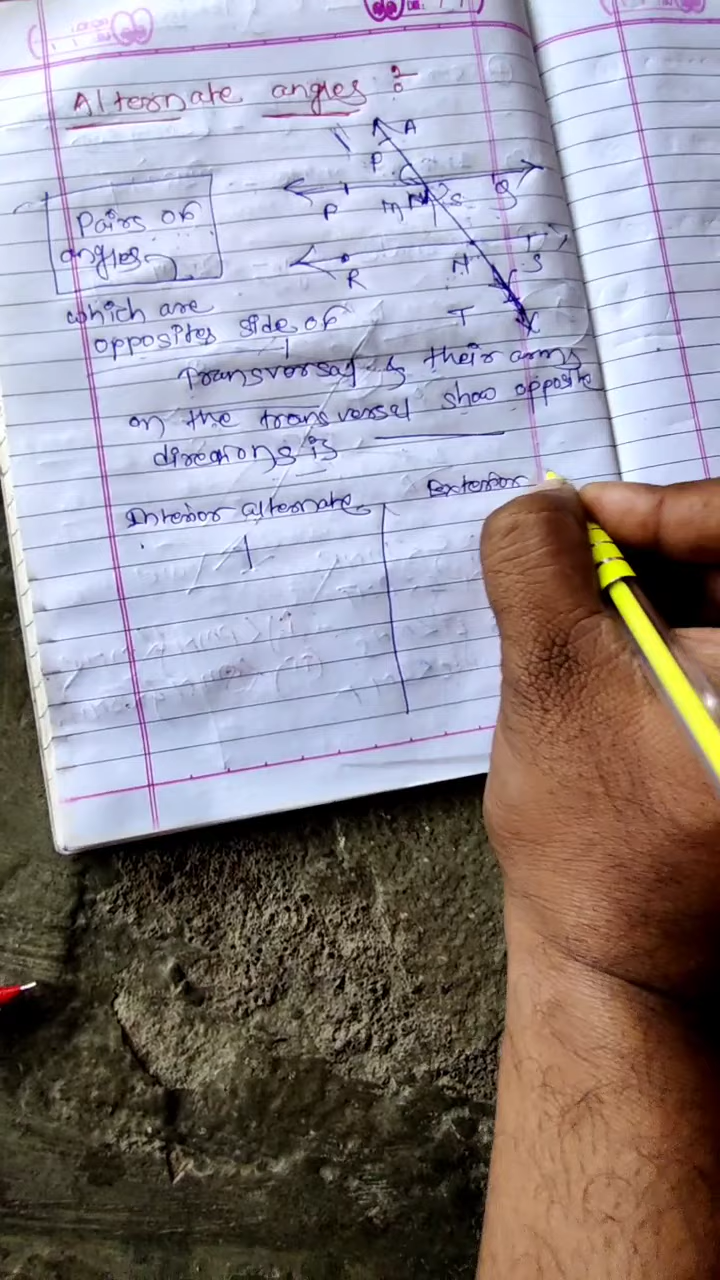 Alternate angles :
A
P
P m N S Q
R H S
T X
Pairs of
angles
which are
opposites side of
Transversal & their arms
on the transversal show opposite
directions is
Interior alternate Exterior